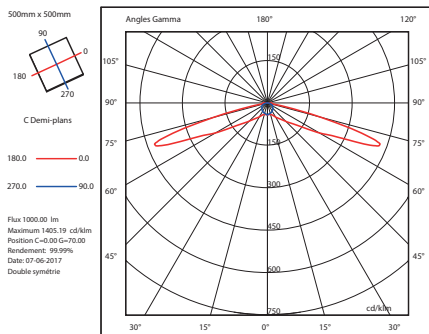 500mm x 500mm
90
0
180
270
C Demi-plans
180.0 0.0
270.0 90.0
Flux 1000.00 lm
Maximum 1405.19 cd/klm
Position C=0.00 G=70.00
Rendement: 99.99%
Date: 07-06-2017
Double symétrie
Angles Gamma 180° 120°
105° 150 105°
90° 90°
75° 150 75°
60° 300 60°
45° 450 45°
600
750 cd/klm
30° 15° 0° 15° 30°